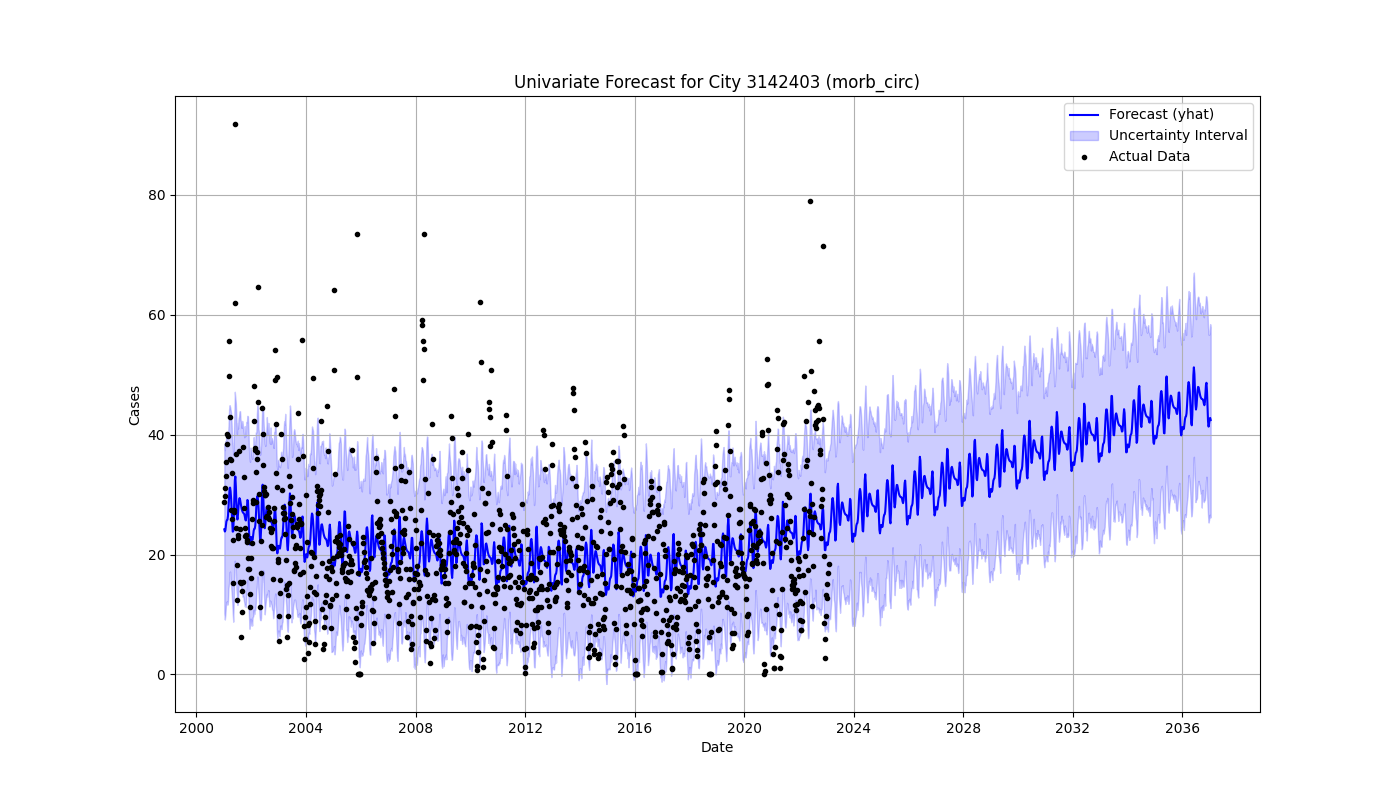 Univariate Forecast for City 3142403 (morb_circ)
Forecast (yhat)
Uncertainty Interval
Actual Data
Cases
80
60
40
20
0
2000 2004 2008 2012 2016 2020 2024 2028 2032 2036
Date